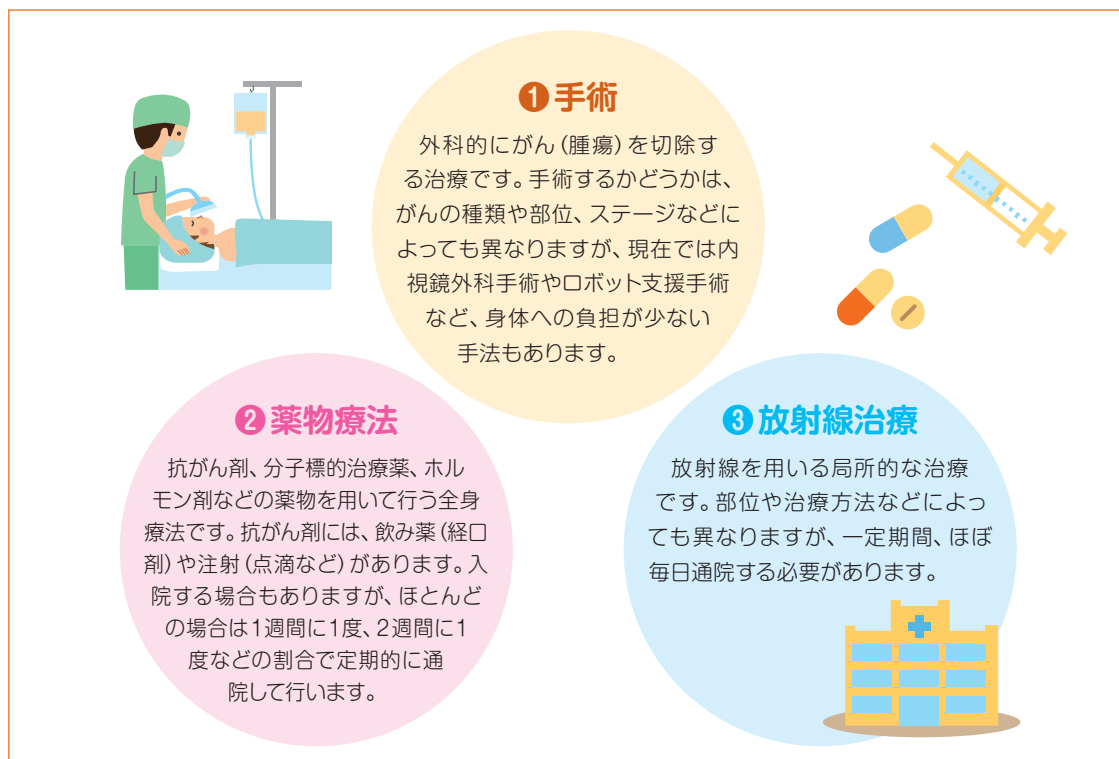 ❶手術
外科的にがん(腫瘍)を切除す
る治療です。手術するかどうかは、
がんの種類や部位、ステージなどに
よっても異なりますが、現在では内
視鏡外科手術やロボット支援手術
など、身体への負担が少ない
手法もあります。
❷薬物療法
抗がん剤、分子標的治療薬、ホル
モン剤などの薬物を用いて行う全身
療法です。抗がん剤には、飲み薬(経口
剤)や注射(点滴など)があります。入
院する場合もありますが、ほとんど
の場合は1週間に1度、2週間に1
度などの割合で定期的に通
院して行います。
❸放射線治療
放射線を用いる局所的な治療
です。部位や治療方法などによっ
ても異なりますが、一定期間、ほぼ
毎日通院する必要があります。